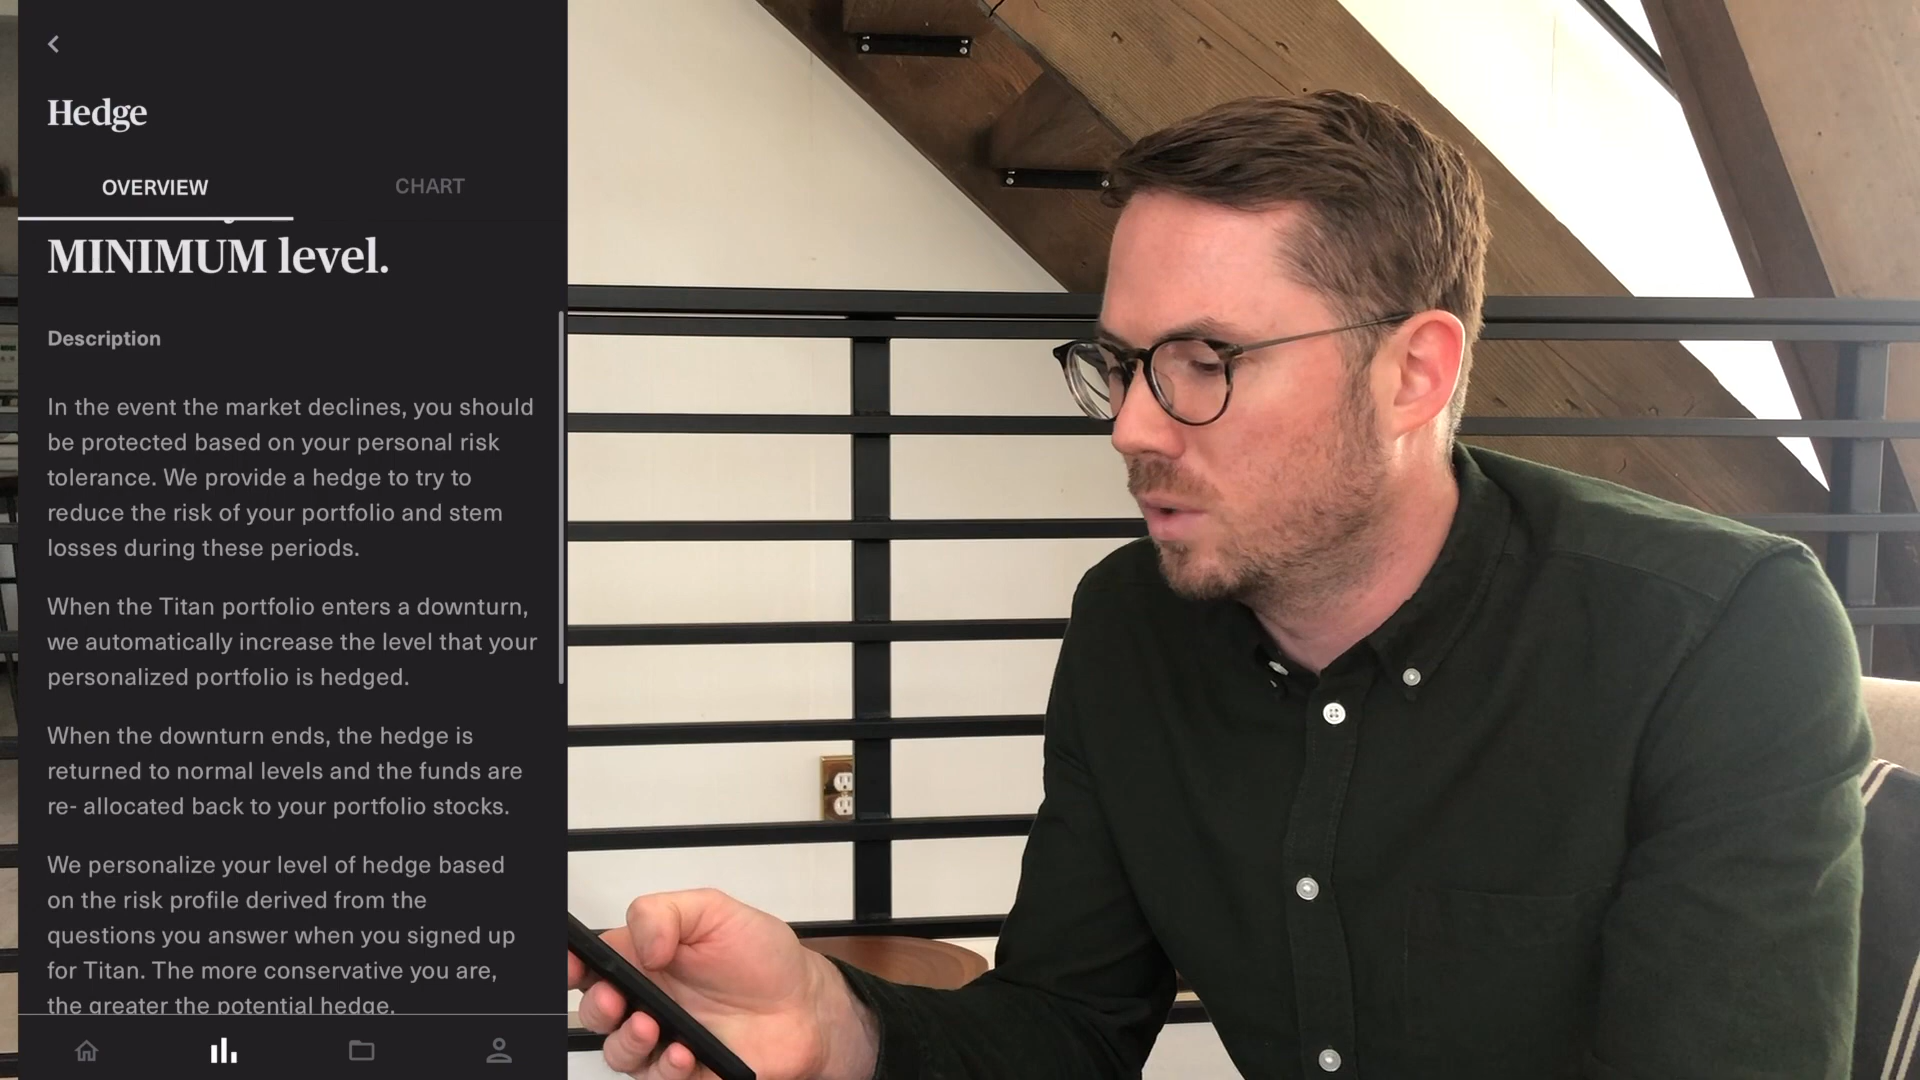 Hedge
OVERVIEW
CHART
MINIMUM level.
Description
In the event the market declines, you should
be protected based on your personal risk
tolerance. We provide a hedge to try to
reduce the risk of your portfolio and stem
losses during these periods.
When the Titan portfolio enters a downturn,
we automatically increase the level that your
personalized portfolio is hedged.
When the downturn ends, the hedge is
returned to normal levels and the funds are
re- allocated back to your portfolio stocks.
We personalize your level of hedge based
on the risk profile derived from the
questions you answer when you signed up
for Titan. The more conservative you are,
the greater the potential hedge.